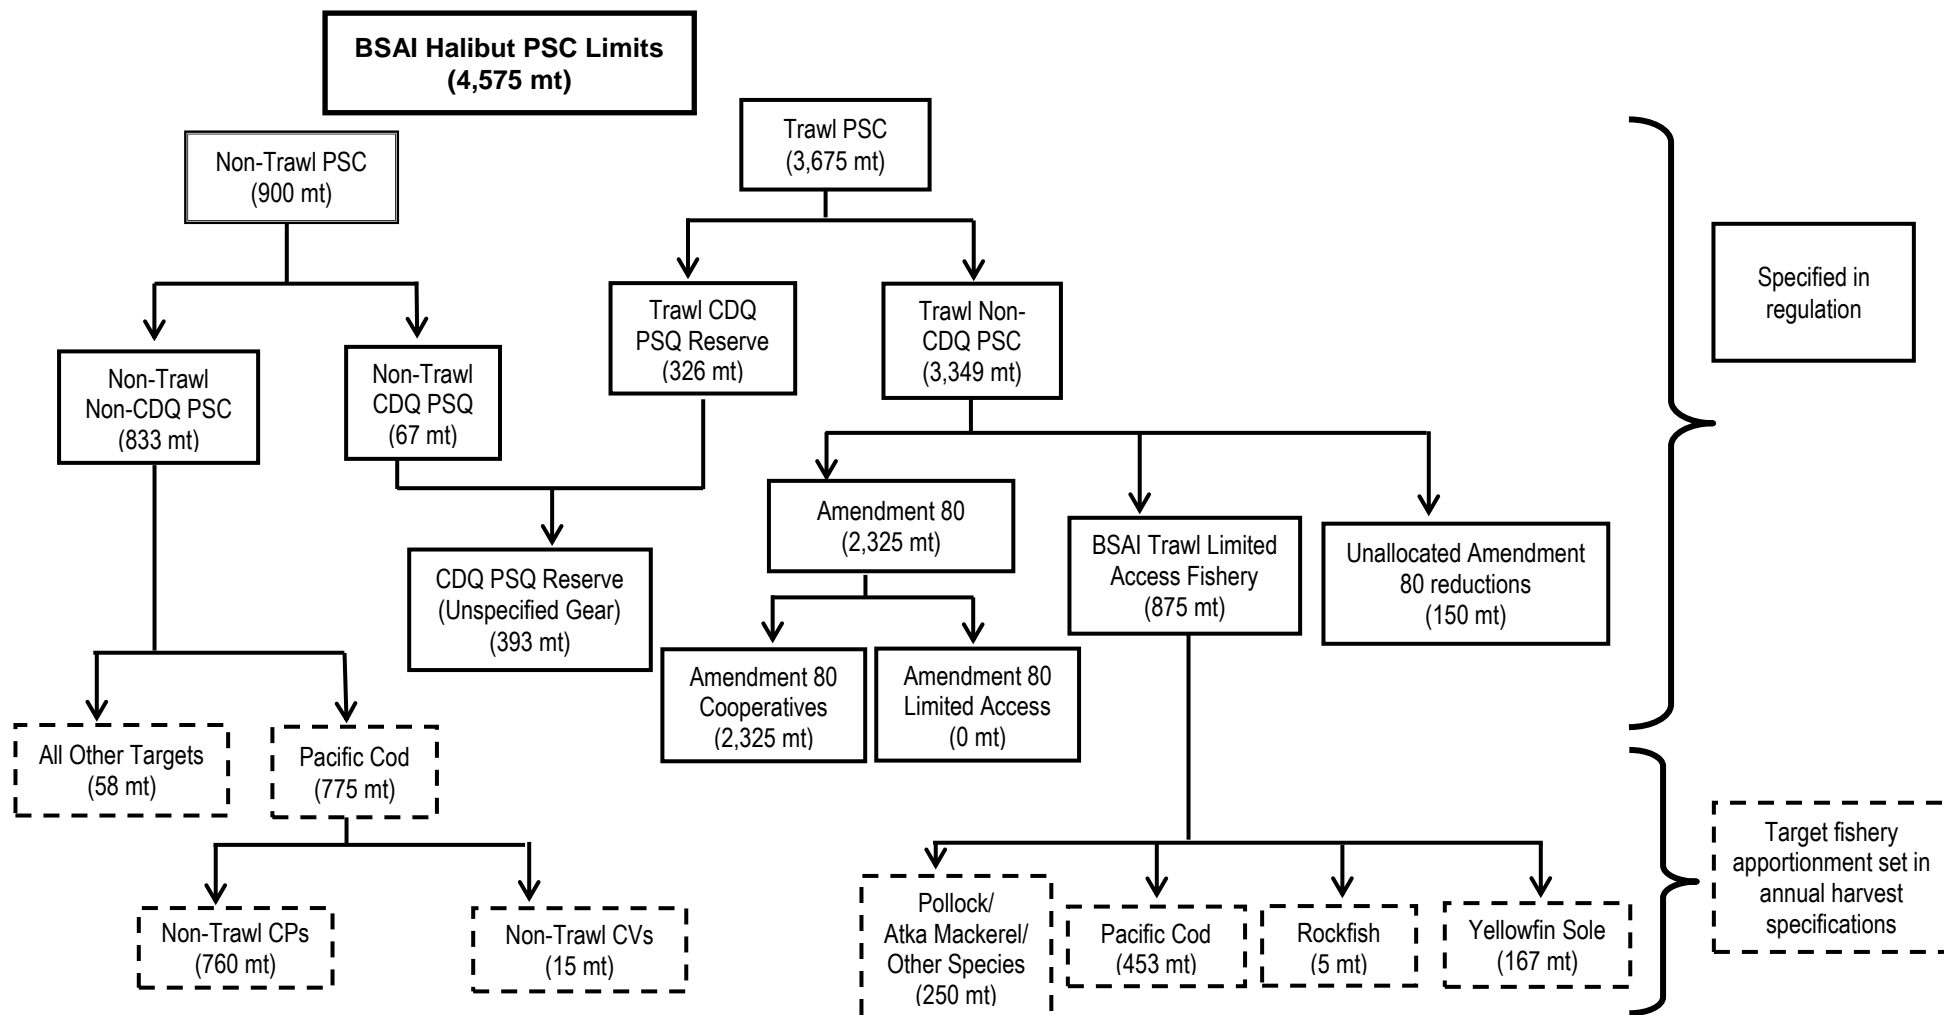 BSAI Halibut PSC Limits
(4,575 mt)
Non-Trawl PSC
(900 mt)
Trawl PSC
(3,675 mt)
Specified in
regulation
Non-Trawl
Non-CDQ PSC
(833 mt)
Non-Trawl
CDQ PSQ
(67 mt)
Trawl CDQ
PSQ Reserve
(326 mt)
Trawl Non-
CDQ PSC
(3,349 mt)
CDQ PSQ Reserve
(Unspecified Gear)
(393 mt)
Amendment 80
(2,325 mt)
BSAI Trawl Limited
Access Fishery
(875 mt)
Unallocated Amendment
80 reductions
(150 mt)
Amendment 80
Cooperatives
(2,325 mt)
Amendment 80
Limited Access
(0 mt)
All Other Targets
(58 mt)
Pacific Cod
(775 mt)
Target fishery
apportionment set in
annual harvest
specifications
Non-Trawl CPs
(760 mt)
Non-Trawl CVs
(15 mt)
Pollock/
Atka Mackerel/
Other Species
(250 mt)
Pacific Cod
(453 mt)
Rockfish
(5 mt)
Yellowfin Sole
(167 mt)